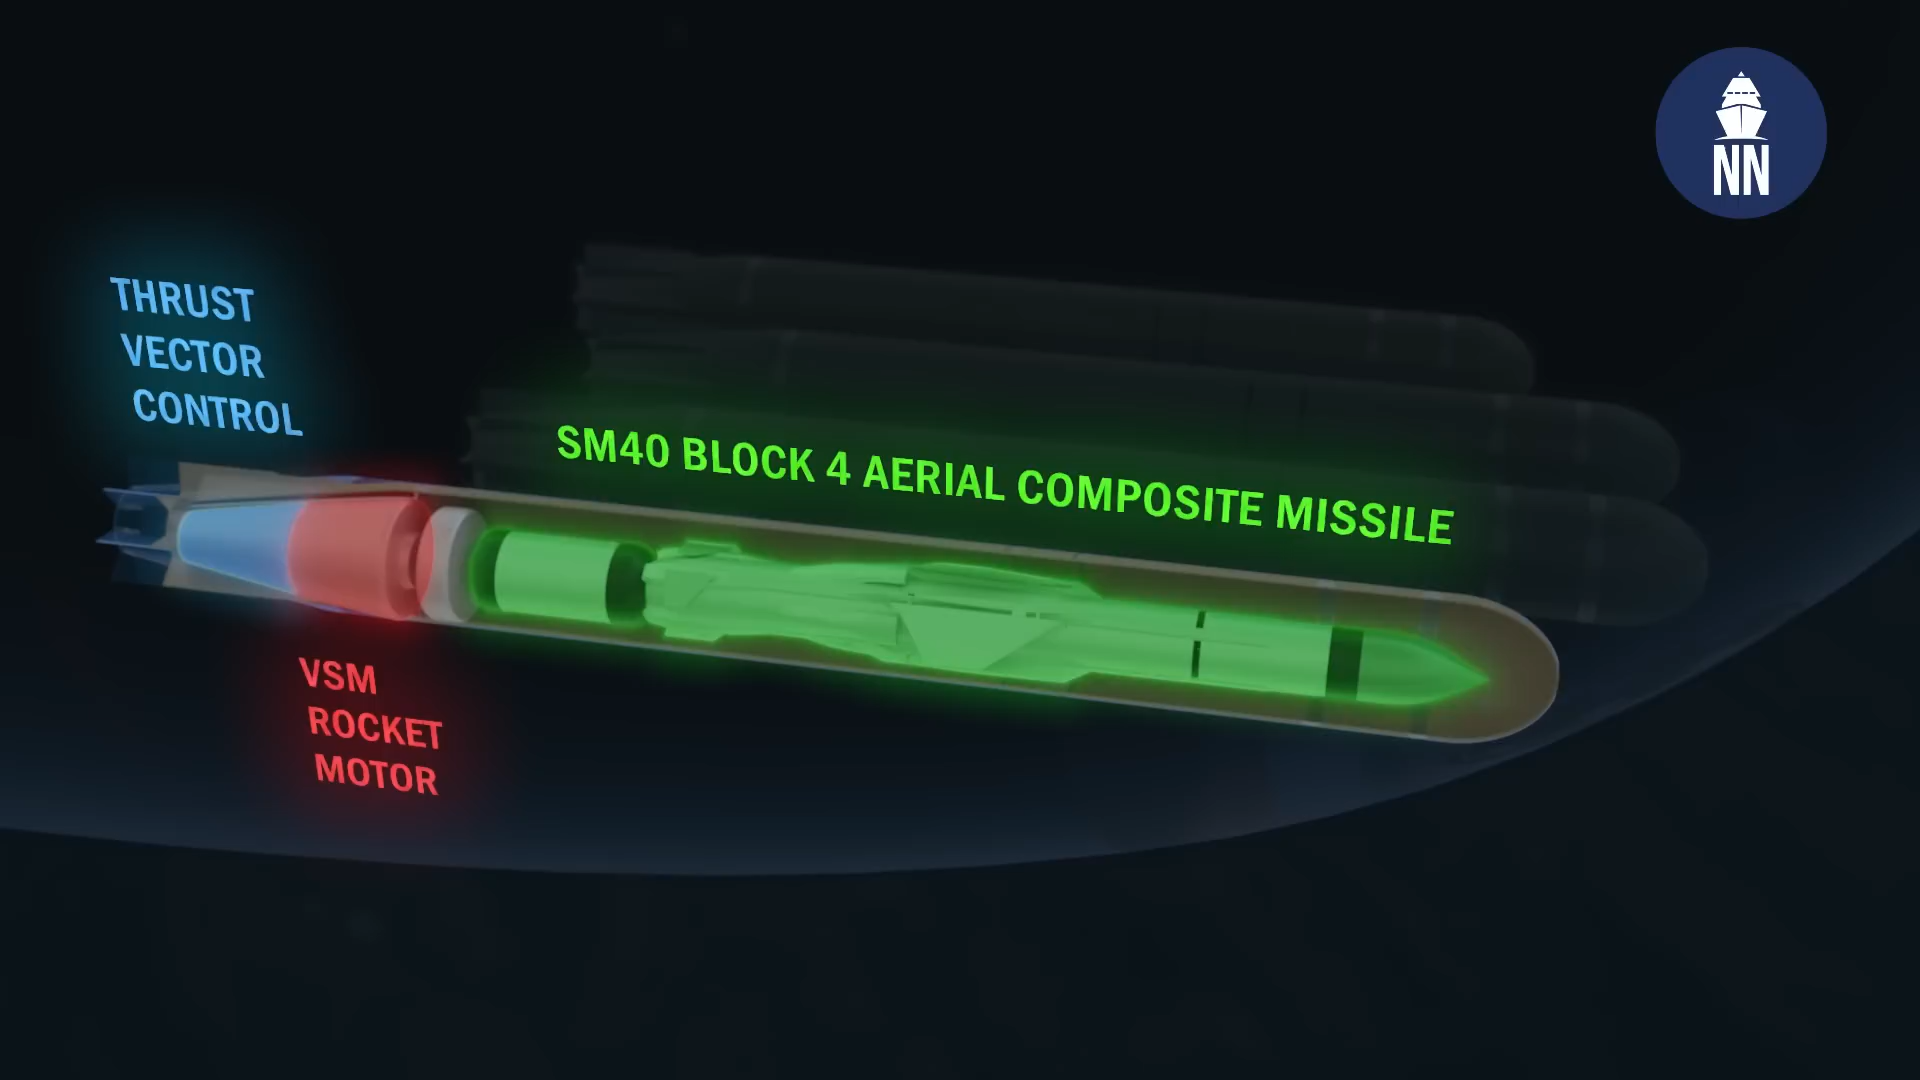 NN
THRUST
VECTOR
CONTROL
SM40 BLOCK 4 AERIAL COMPOSITE MISSILE
VSM
ROCKET
MOTOR